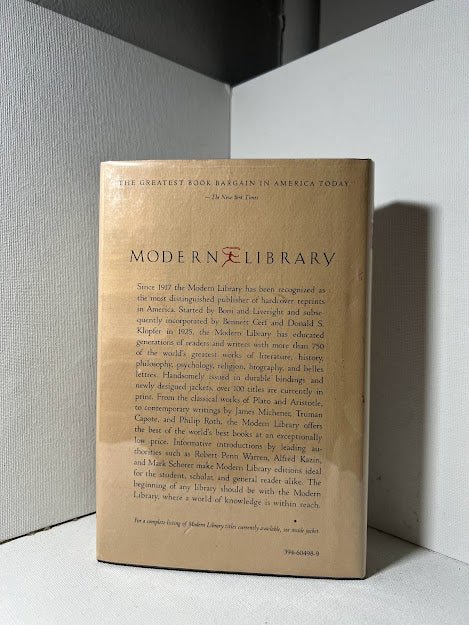 THE GREATEST BOOK BARGAIN IN AMERICA TODAY.
— The New York Times
MODERN LIBRARY
Since 1917 the Modern Library has been recognized as
the most distinguished publisher of hardcover reprints
in America. Started by Boni and Liveright and subse-
quently incorporated by Bennett Cerf and Donald S.
Klopfer in 1925, the Modern Library has educated
generations of readers and writers with more than 750
of the world's greatest works of literature, history,
philosophy, psychology, religion, biography, and belles
lettres. Handsomely issued in durable bindings and
newly designed jackets, over 100 titles are currently in
print. From the classical works of Plato and Aristotle,
to contemporary writings by James Michener, Truman
Capote, and Philip Roth, the Modern Library offers
the best of the world's best books at an exceptionally
low price. Informative introductions by leading au-
thorities such as Robert Penn Warren, Alfred Kazin,
and Mark Schorer make Modern Library editions ideal
for the student, scholar, and general reader alike. The
beginning of any library should be with the Modern
Library, where a world of knowledge is within reach.
For a complete listing of Modern Library titles currently available, see inside jacket
394-60498-9